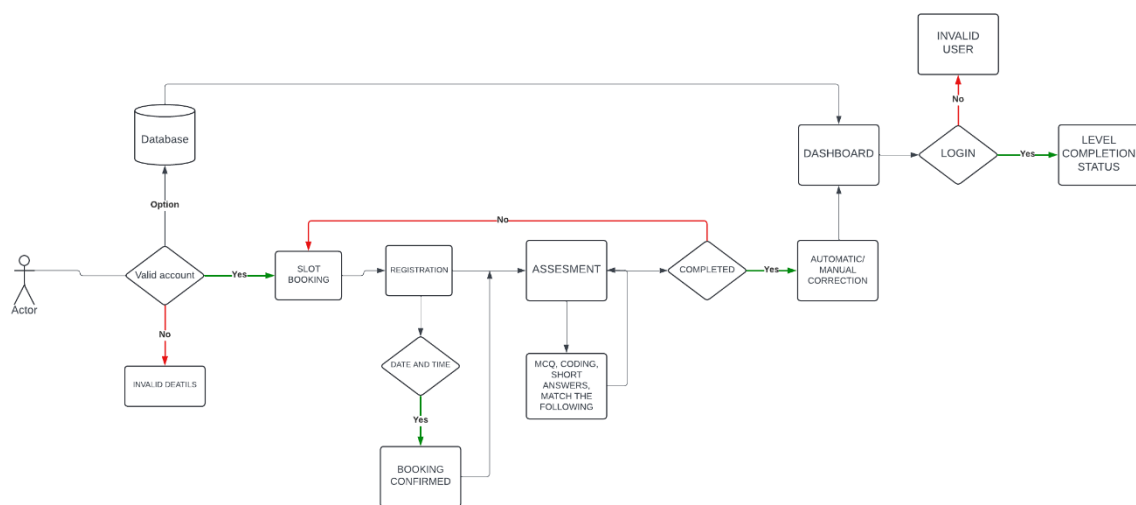 INVALID
USER
No
Database
DASHBOARD
LOGIN
Yes
LEVEL
COMPLETION
STATUS
Option
No
Actor
Valid account
Yes
SLOT
BOOKING
REGISTRATION
ASSESMENT
COMPLETED
Yes
AUTOMATIC/
MANUAL
CORRECTION
No
INVALID DEATILS
DATE AND TIME
MCQ, CODING,
SHORT
ANSWERS,
MATCH THE
FOLLOWING
Yes
BOOKING
CONFIRMED